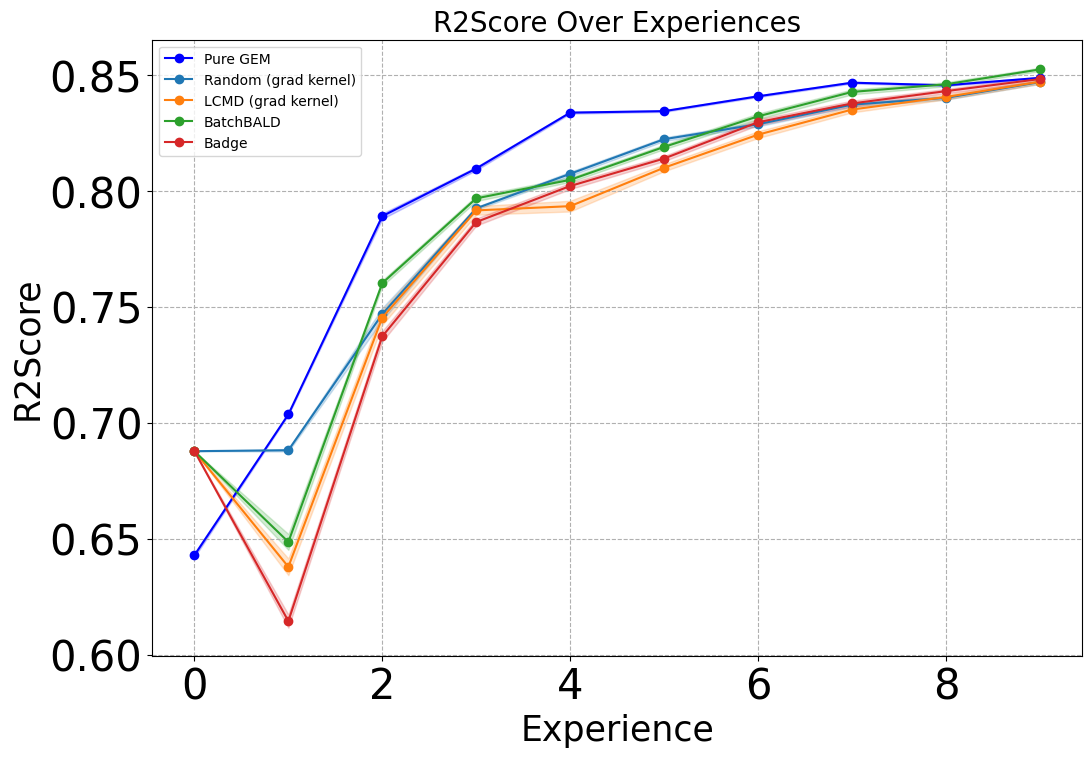 R2Score Over Experiences
Pure GEM
Random (grad kernel)
LCMD (grad kernel)
BatchBALD
Badge
R2Score
0.85
0.80
0.75
0.70
0.65
0.60
0 2 4 6 8
Experience